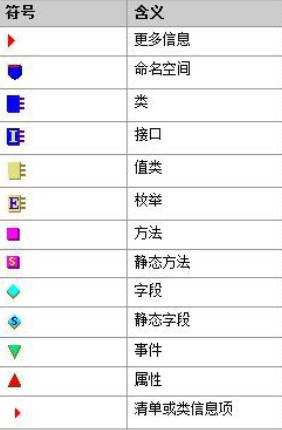 符号 含义
更多信息
命名空间
类
I 接口
值类
E 枚举
方法
S 静态方法
字段
S 静态字段
事件
属性
清单或类信息项